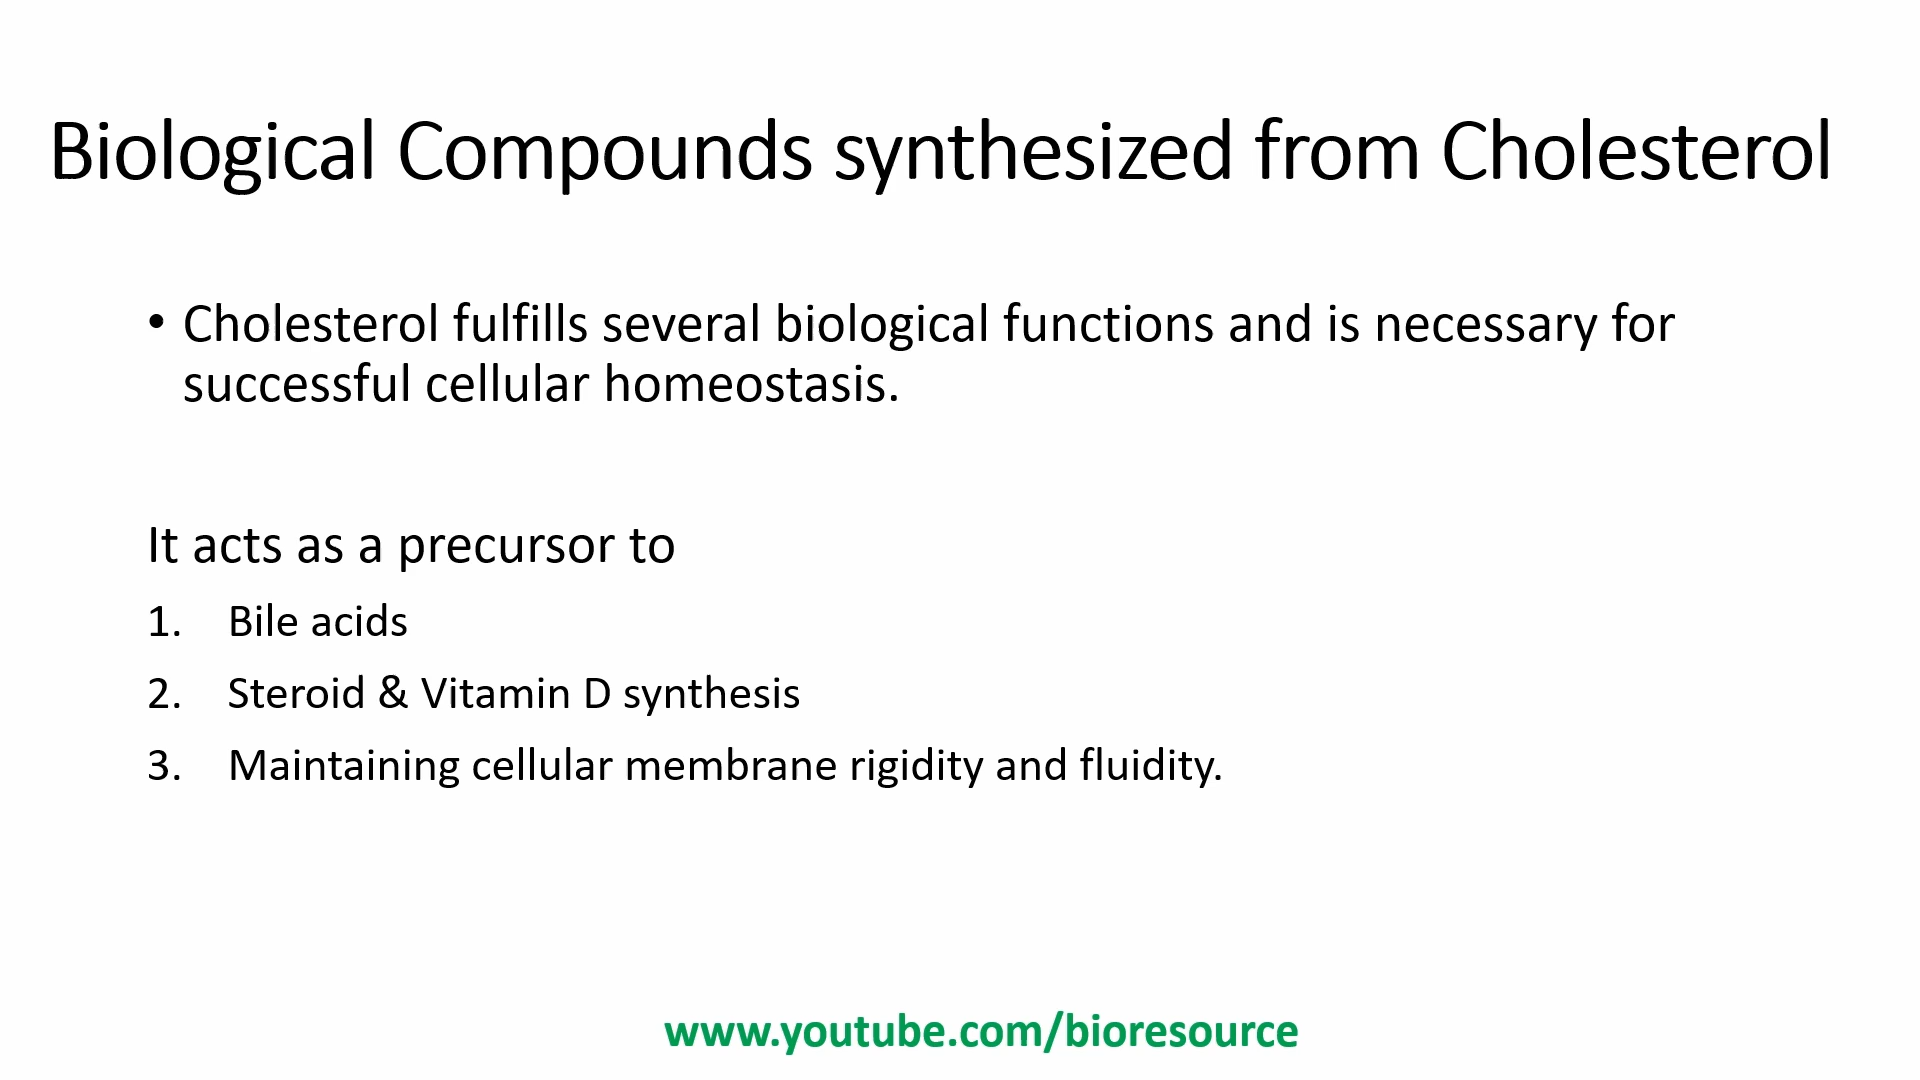 Biological Compounds synthesized from Cholesterol
• Cholesterol fulfills several biological functions and is necessary for
successful cellular homeostasis.
It acts as a precursor to
1. Bile acids
2. Steroid & Vitamin D synthesis
3. Maintaining cellular membrane rigidity and fluidity.
www.youtube.com/bioresource